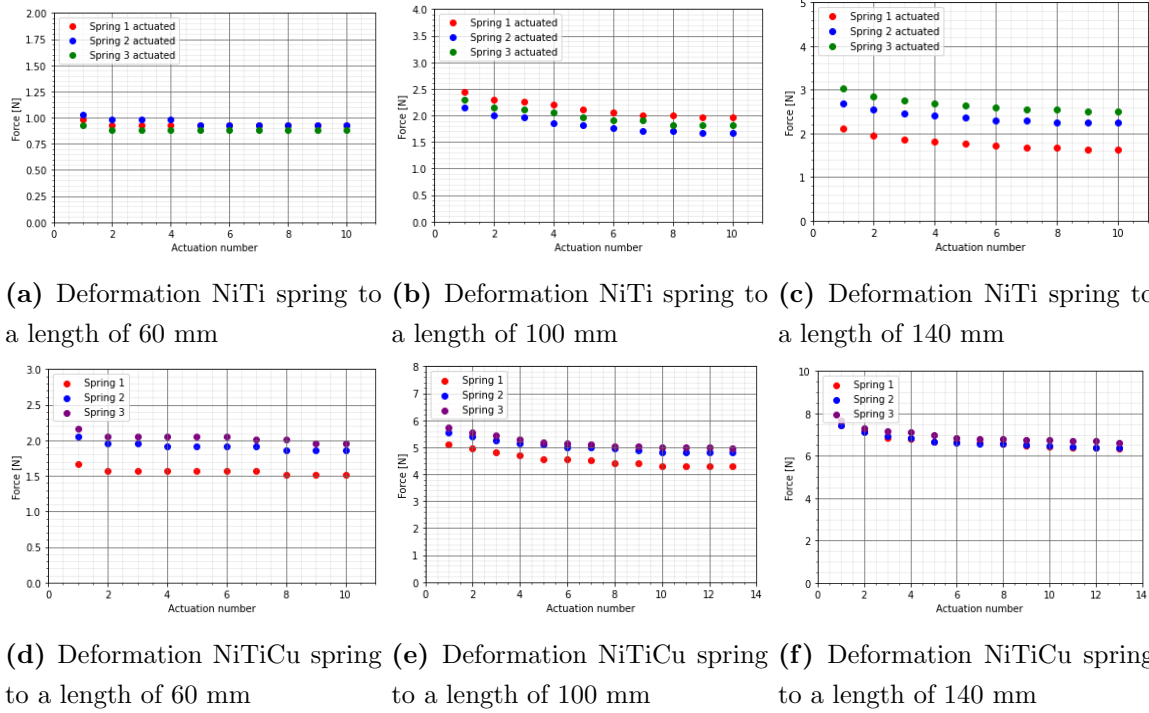 2.00
1.75
1.50
1.25
1.00
0.75
0.50
0.25
0.00
Force [N]
Spring 1 actuated
Spring 2 actuated
Spring 3 actuated
0 2 4 6 8 10
Actuation number
4.0
3.5
3.0
2.5
2.0
1.5
1.0
0.5
0.0
Force [N]
Spring 1 actuated
Spring 2 actuated
Spring 3 actuated
0 2 4 6 8 10
Actuation number
5
4
3
2
1
0
Force [N]
Spring 1 actuated
Spring 2 actuated
Spring 3 actuated
0 2 4 6 8 10
Actuation number
(a) Deformation NiTi spring to
a length of 60 mm
(b) Deformation NiTi spring to
a length of 100 mm
(c) Deformation NiTi spring to
a length of 140 mm
3.0
2.5
2.0
1.5
1.0
0.5
0.0
Force [N]
Spring 1
Spring 2
Spring 3
0 2 4 6 8 10
Actuation number
8
7
6
5
4
3
2
1
0
Force [N]
Spring 1
Spring 2
Spring 3
0 2 4 6 8 10 12 14
Actuation number
10
8
6
4
2
0
Force [N]
Spring 1
Spring 2
Spring 3
0 2 4 6 8 10 12 14
Actuation number
(d) Deformation NiTiCu spring
to a length of 60 mm
(e) Deformation NiTiCu spring
to a length of 100 mm
(f) Deformation NiTiCu spring
to a length of 140 mm